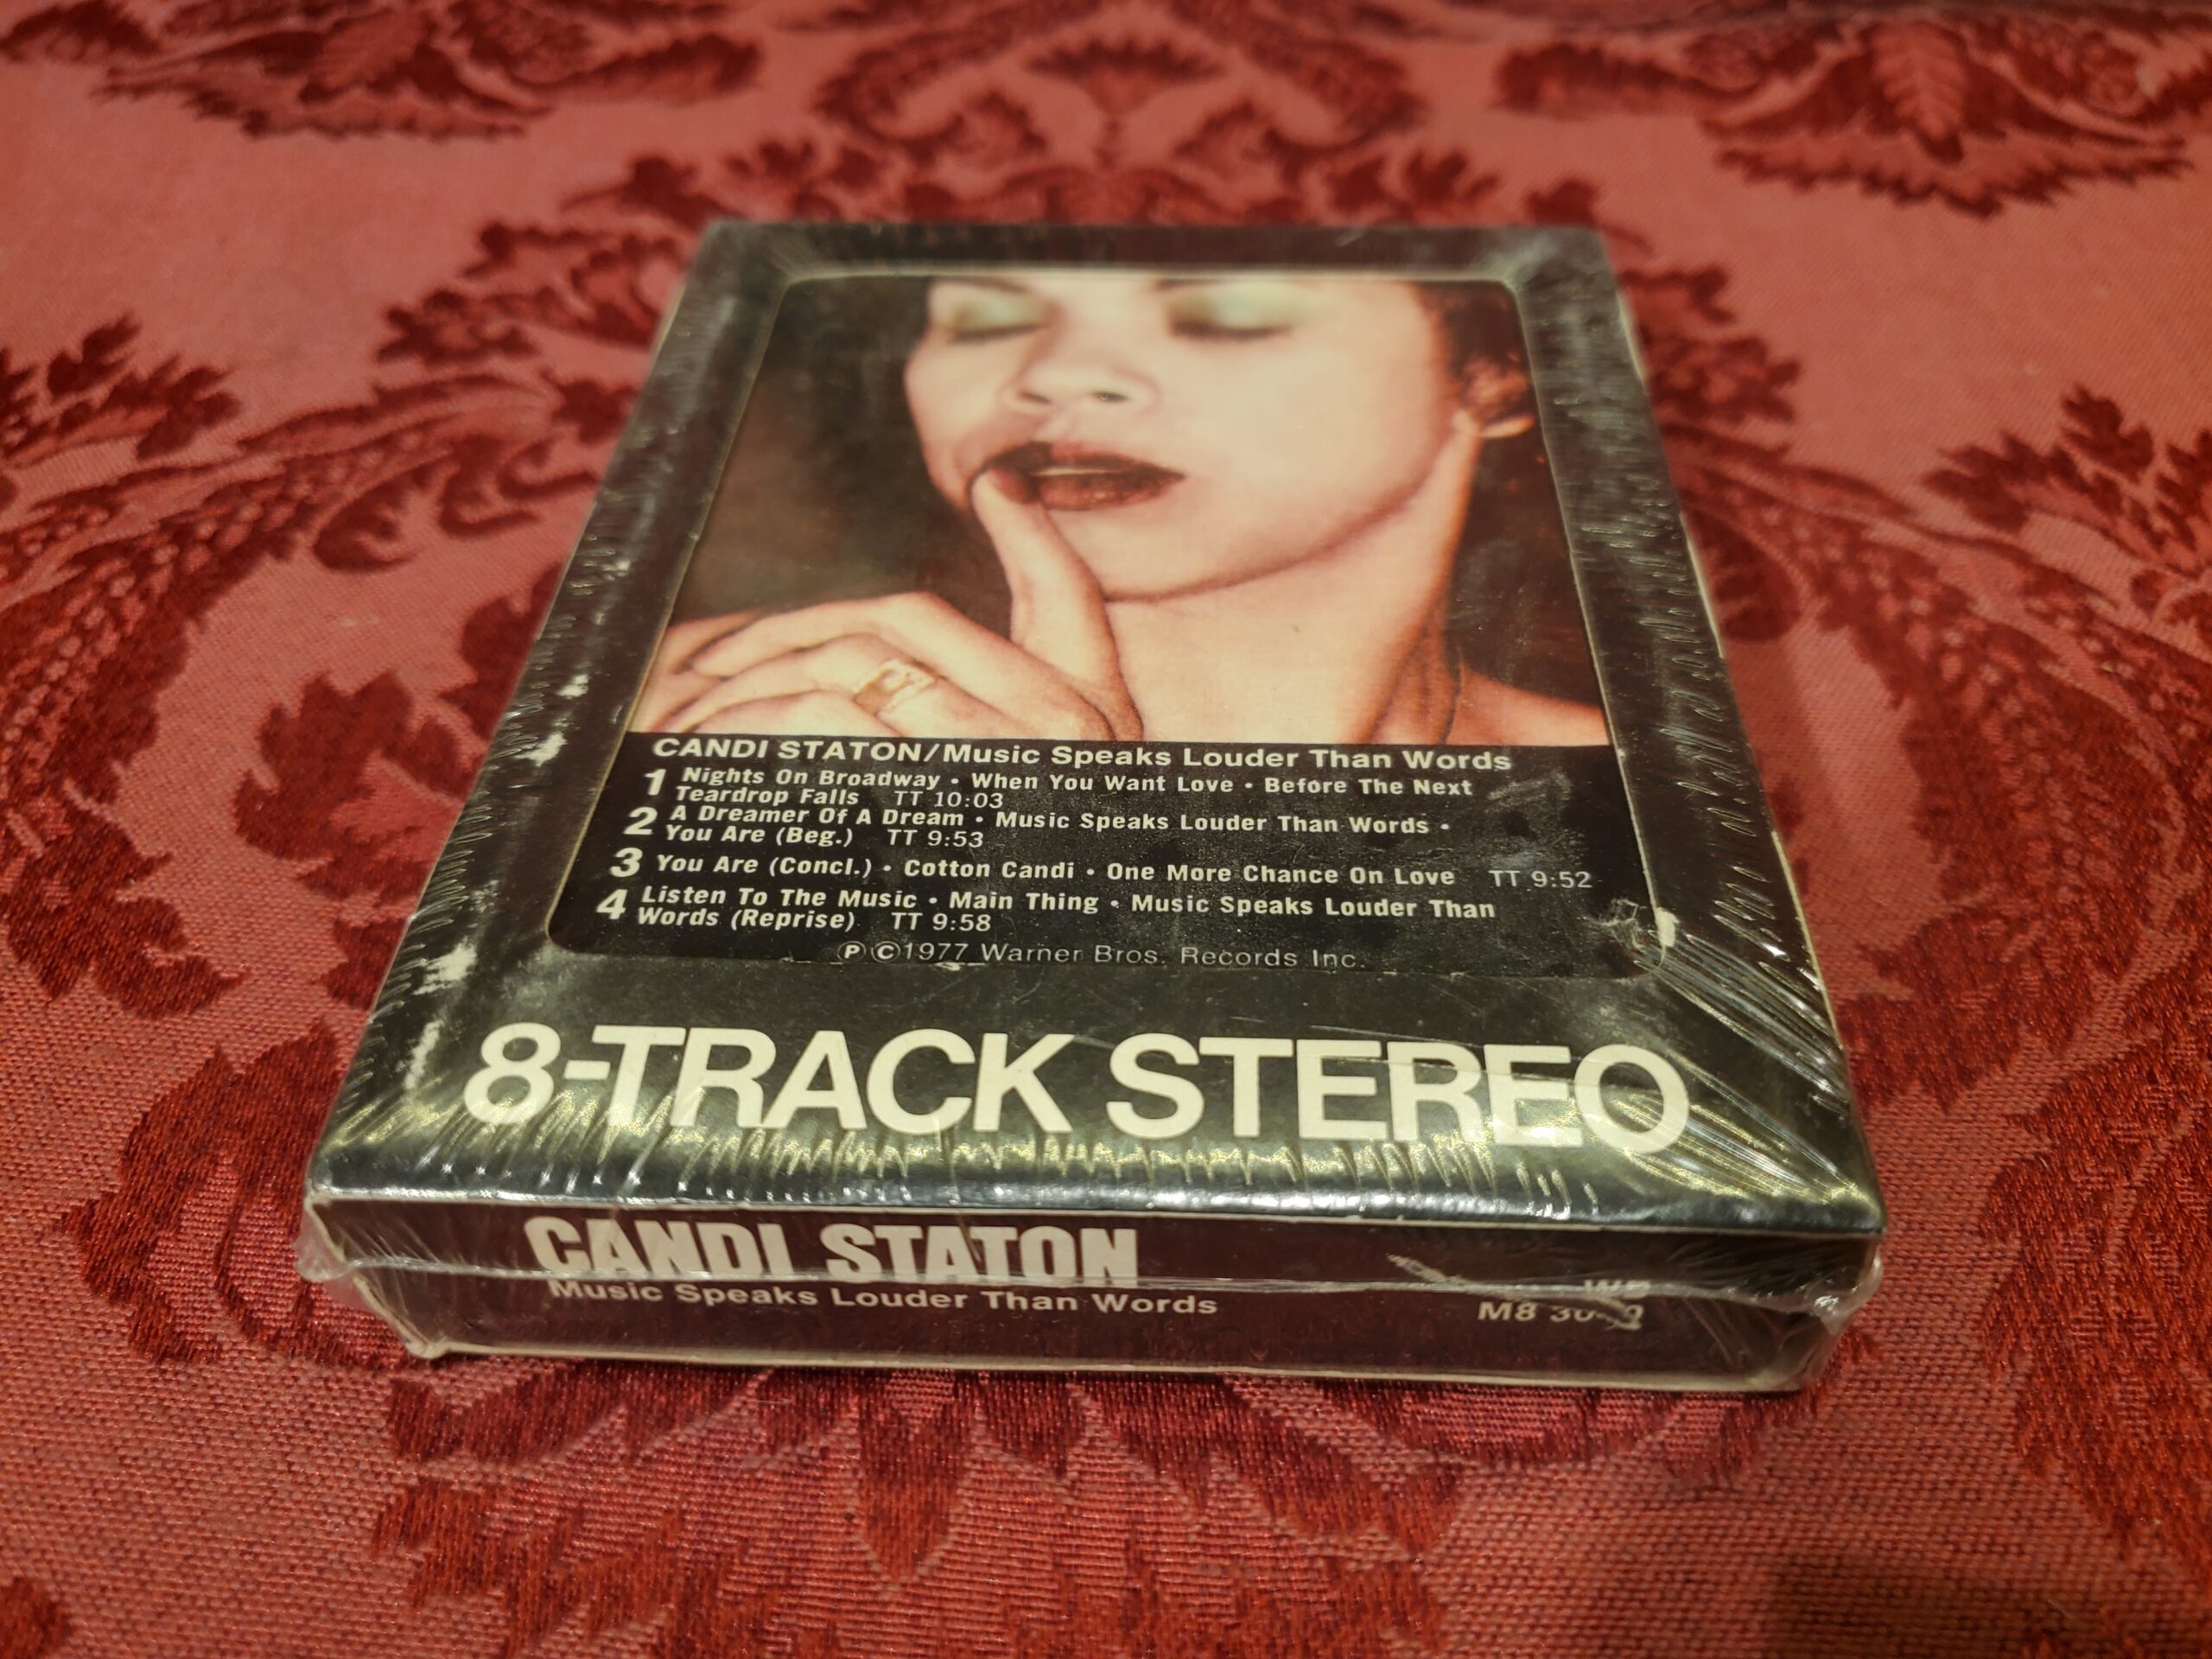 CANDI STATON/Music Speaks Louder Than Words
1 Nights On Broadway • When You Want Love • Before The Next
Teardrop Falls TT 10:03
2 A Dreamer Of A Dream • Music Speaks Louder Than Words •
You Are (Beg.) TT 9:53
3 You Are (Concl.) • Cotton Candi • One More Chance On Love TT 9:52
4 Listen To The Music • Main Thing • Music Speaks Louder Than
Words (Reprise) TT 9:58
℗©1977 Warner Bros. Records Inc.
8-TRACK STEREO
CANDI STATON
Music Speaks Louder Than Words
WB
M8